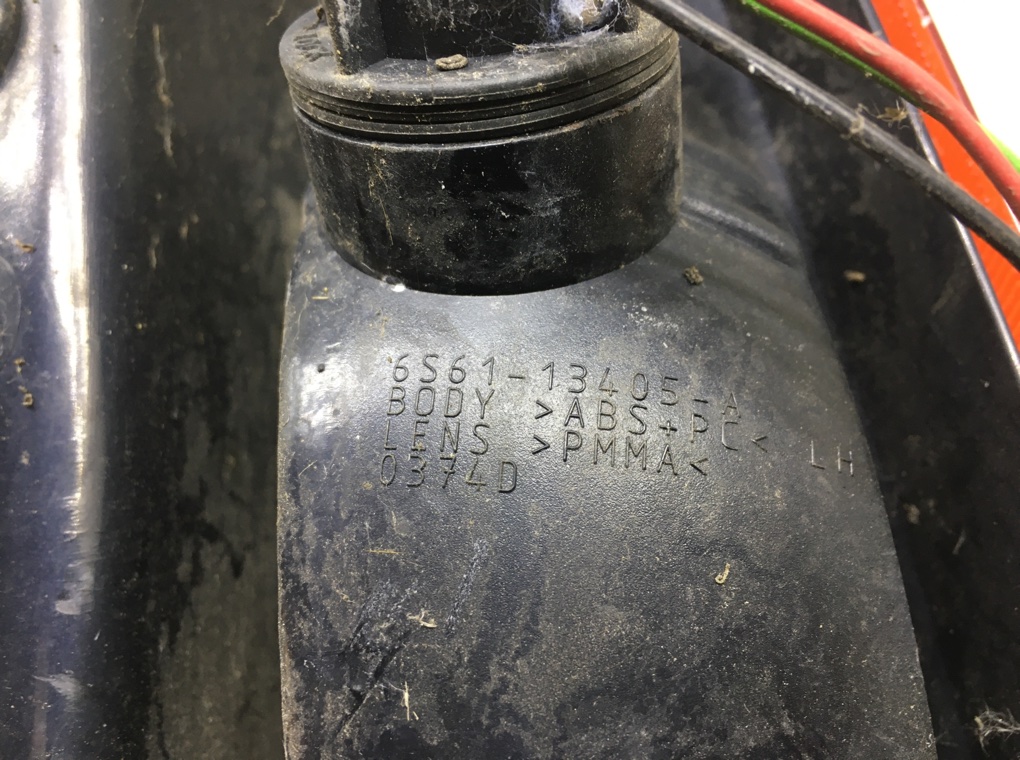 6S61-13405-A
BODY >ABS+PC< LH
LENS >PMMA<
0374D